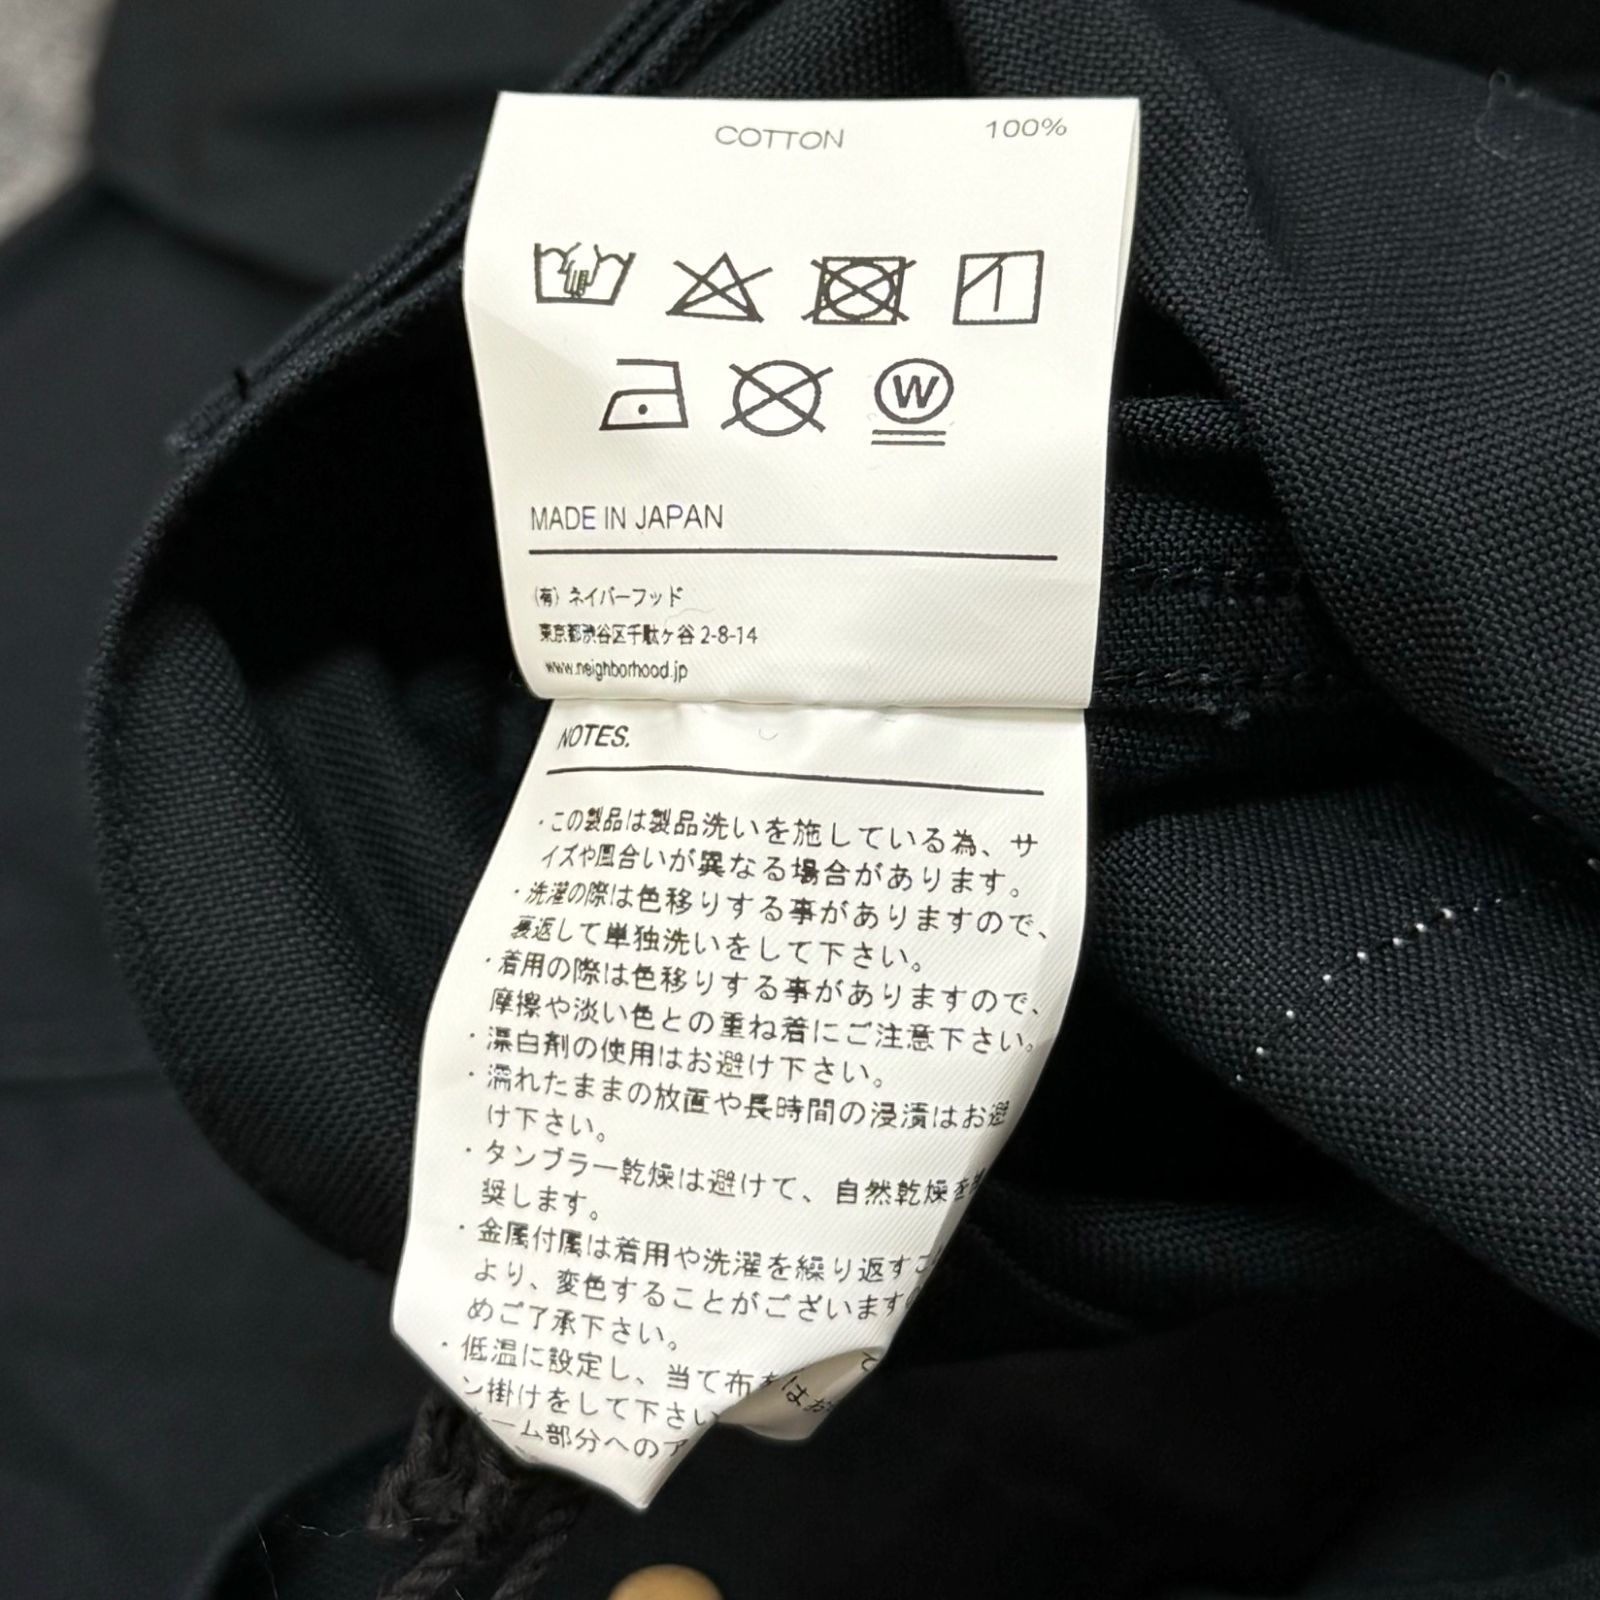 COTTON 100%
W
MADE IN JAPAN
(有) ネイバーフッド
東京都渋谷区千駄ヶ谷 2-8-14
www.neighborhood.jp
NOTES.
・この製品は製品洗いを施している為、サ
イズや風合いが異なる場合があります。
・洗濯の際は色移りする事がありますので、
裏返して単独洗いをして下さい。
・着用の際は色移りする事がありますので、
摩擦や淡い色との重ね着にご注意下さい。
・漂白剤の使用はお避け下さい。
・濡れたままの放置や長時間の浸漬はお避
け下さい。
・タンブラー乾燥は避けて、自然乾燥を
奨します。
・金属付属は着用や洗濯を繰り返すこ
より、変色することがございますの
めご了承下さい。
・低温に設定し、当て布を
ン掛けをして下さい
ーム部分へのア
はお